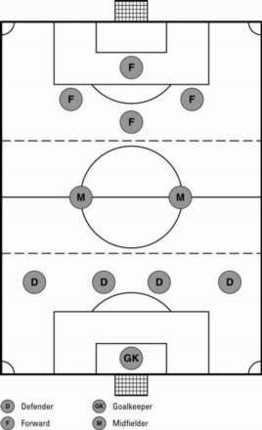 F
F F
F
M M
D D D D
GK
D Defender GK Goalkeeper
F Forward M Midfielder